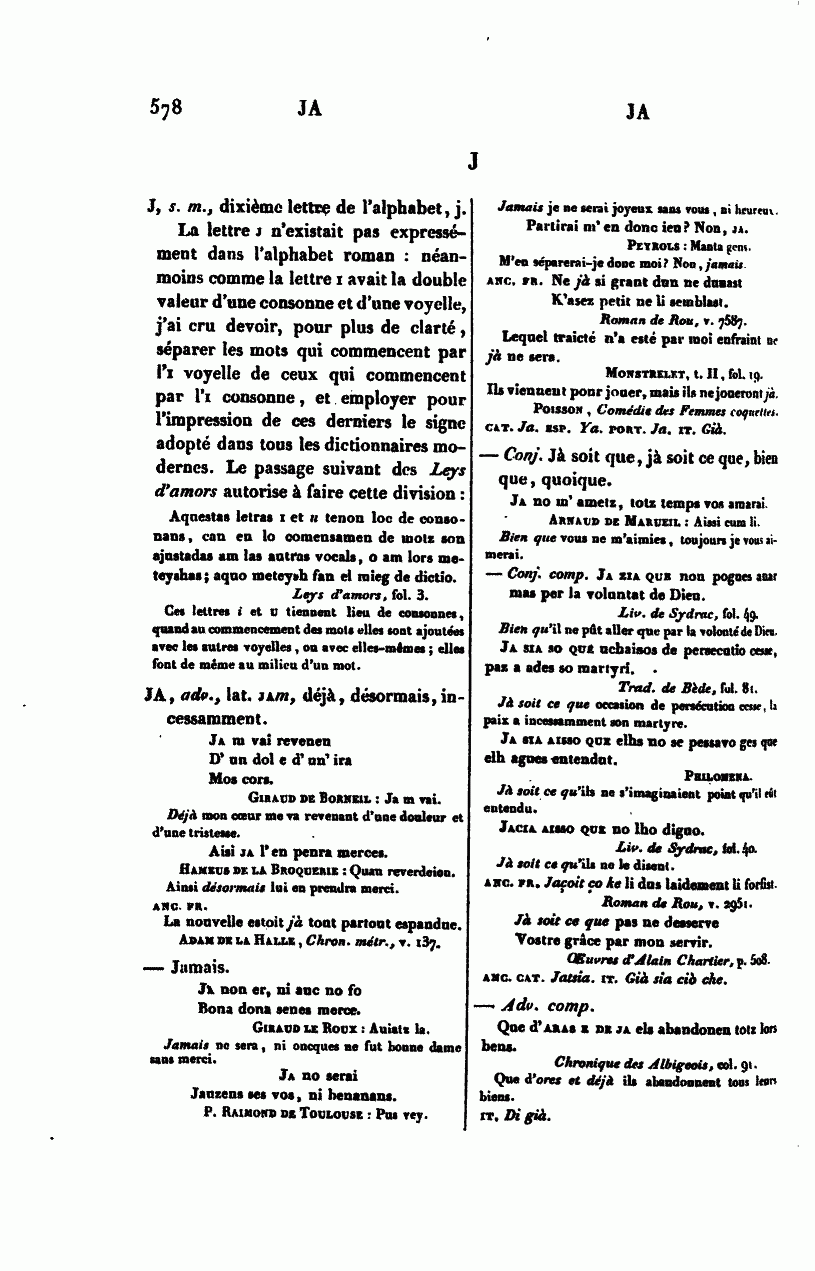 578 JA JA
J
J, s. m., dixième lettre de l'alphabet, j.
La lettre J n'existait pas expressé-
ment dans l'alphabet roman : néan-
moins comme la lettre I avait la double
valeur d'une consonne et d'une voyelle,
j'ai cru devoir, pour plus de clarté,
séparer les mots qui commencent par
l'I voyelle de ceux qui commencent
par l'I consonne, et employer pour
l'impression de ces derniers le signe
adopté dans tous les dictionnaires mo-
dernes. Le passage suivant des Leys
d'amors autorise à faire cette division :
Aquestas letras I et u tenon loc de conso-
nans, can en lo comensamen de motz son
ajustadas am las autras vocals, o am lors me-
teyshas; aquo meteysh fan el mieg de dictio.
Leys d'amors, fol. 3.
Ces lettres i et u tiennent lieu de consonnes,
quand au commencement des mots elles sont ajoutées
avec les autres voyelles, ou avec elles-mêmes ; elles
font de même au milieu d'un mot.
JA, adv., lat. JAM, déjà, désormais, in-
cessamment.
JA m vai revenen
D' un dol e d' un' ira
Mos cors.
GIRAUD DE BORNEIL : Ja m vai.
Déjà mon cœur me va revenant d'une douleur et
d'une tristesse.
Aisi JA l'en penra merces.
HAMEUS DE LA BROQUERIE : Quan reverdeion.
Ainsi désormais lui en prendra merci.
ANC. FR.
La nouvelle estoit jà tout partout espandue.
ADAM DE LA HALLE, Chron. métr., v. 137.
— Jamais.
JA non er, ni anc no fo
Bona dona senes merce.
GIRAUD LE ROUX : Auiatz la.
Jamais ne sera, ni oncques ne fut bonne dame
sans merci.
JA no serai
Jauzens ses vos, ni benanans.
P. RAIMOND DE TOULOUSE : Pus vey.
Jamais je ne serai joyeux sans vous, ni heureux.
Partirai m' en donc ieu? Non, JA.
PEYROLS : Manta gens.
M'en séparerai-je donc moi? Non, jamais.
ANC. FR. Ne jà si grant dun ne dunast
K'asez petit ne li semblast.
Roman de Rou, v. 7587.
Lequel traicté n'a esté par moi enfraint ne
jà ne sera.
MONSTRELET, t. II, fol. 19.
Ils viennent pour jouer, mais ils ne joueront jà.
POISSON, Comédie des Femmes coquettes.
CAT. Ja. ESP. Ya. PORT. Ja. IT. Già.
— Conj. Jà soit que, jà soit ce que, bien
que, quoique.
JA no m' ametz, totz temps vos amarai.
ARNAUD DE MARUEIL : Aissi cum li.
Bien que vous ne m'aimiez, toujours je vous ai-
merai.
— Conj. comp. JA SIA QUE non pogues anar
mas per la voluntat de Dieu.
Liv. de Sydrac, fol. 49.
Bien qu'il ne pût aller que par la volonté de Dieu.
JA SIA SO QUE uchaisos de persecutio cesse,
paz a ades so martyri.
Trad. de Bède, fol. 81.
Jà soit ce que occasion de persécution cesse, la
paix a incessamment son martyre.
JA SIA AISSO QUE elhs no se pessavo ges que
elh agues entendut.
PHILOMENA.
Jà soit ce qu'ils ne s'imaginaient point qu'il eût
entendu.
JACIA AISSO QUE no lho digno.
Liv. de Sydrac, fol. 40.
Jà soit ce qu'ils ne le disent.
ANC. FR. Jaçoit ço ke li dus laidement li forfist.
Roman de Rou, v. 2951.
Jà soit ce que pas ne desserve
Vostre grâce par mon servir.
Œuvres d'Alain Chartier, p. 508.
ANC. CAT. Jatsia. IT. Già sia ciò che.
— Adv. comp.
Que d'ARAS E DE JA els abandonen totz lors
bens.
Chronique des Albigeois, col. 91.
Que d'ores et déjà ils abandonnent tous leurs
biens.
IT. Di già.